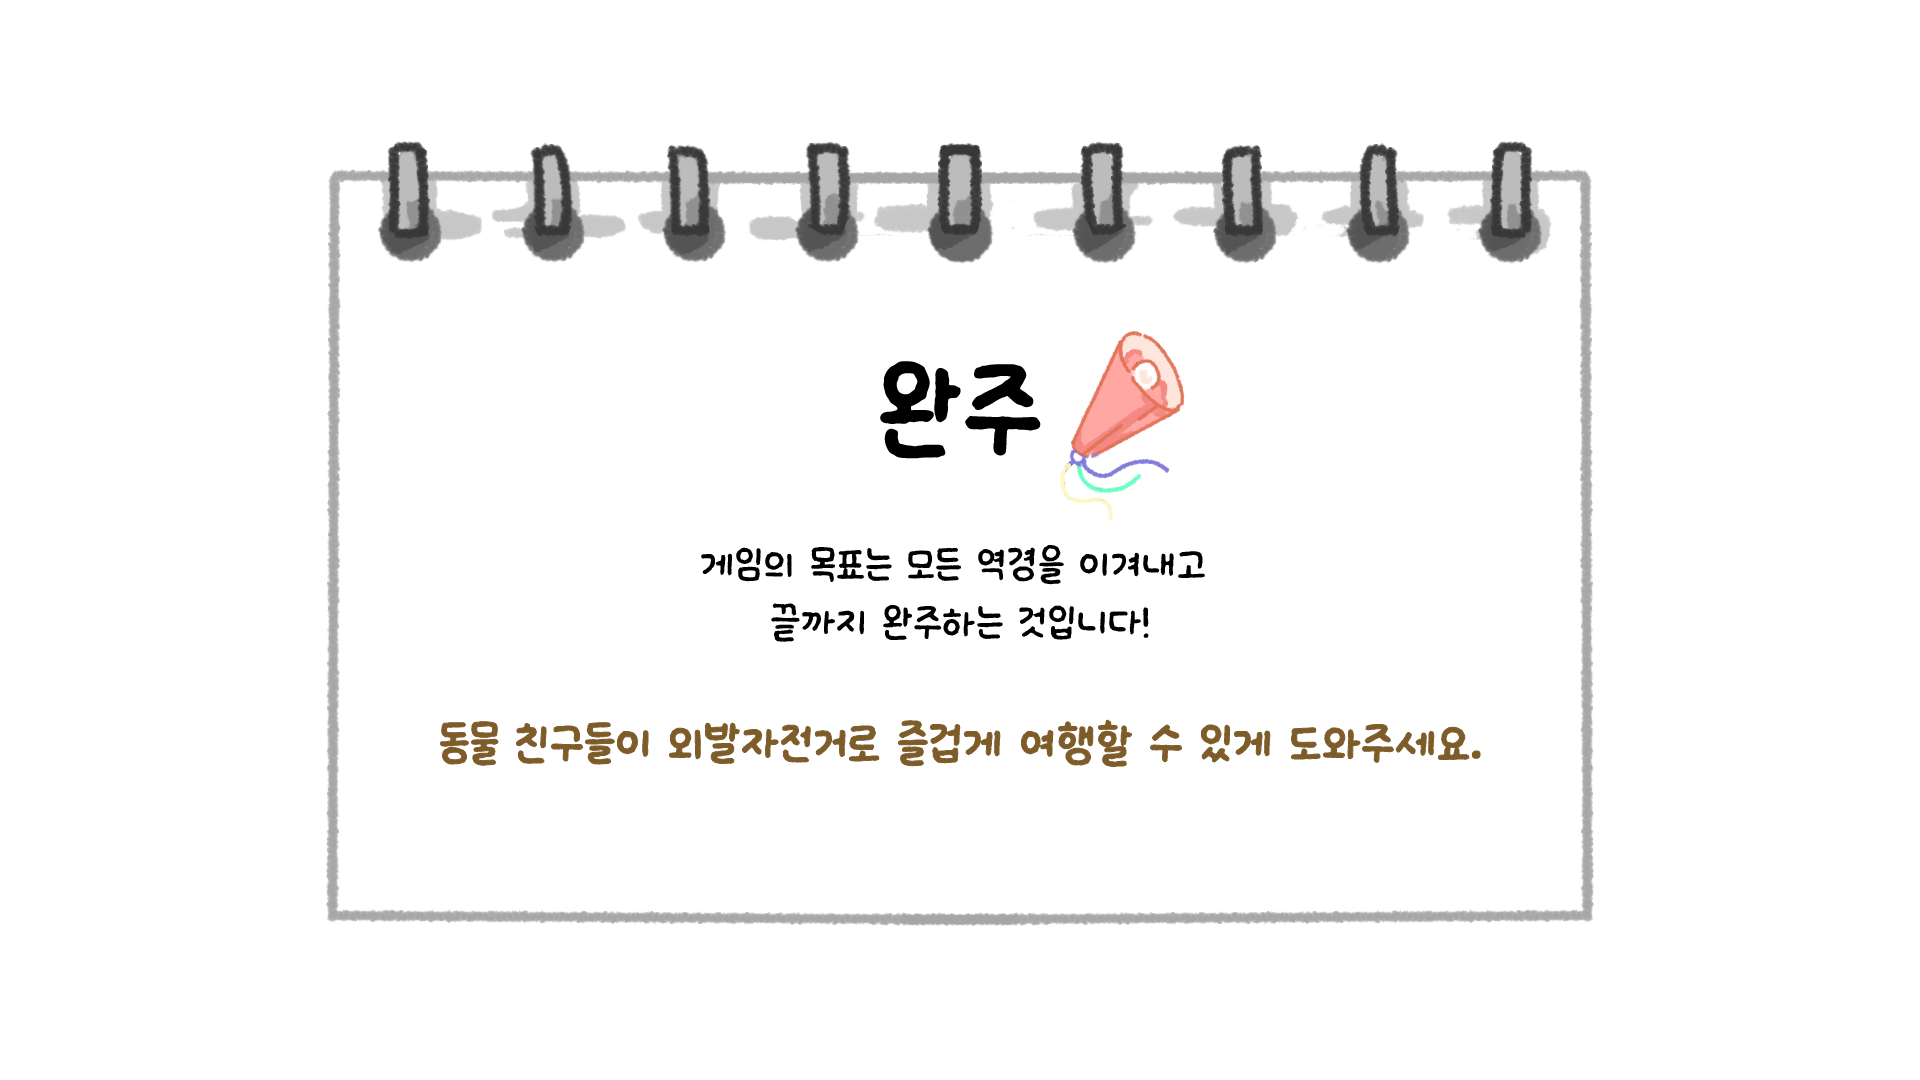 완주
게임의 목표는 모든 역경을 이겨내고
끝까지 완주하는 것입니다!
동물 친구들이 외발자전거로 즐겁게 여행할 수 있게 도와주세요.